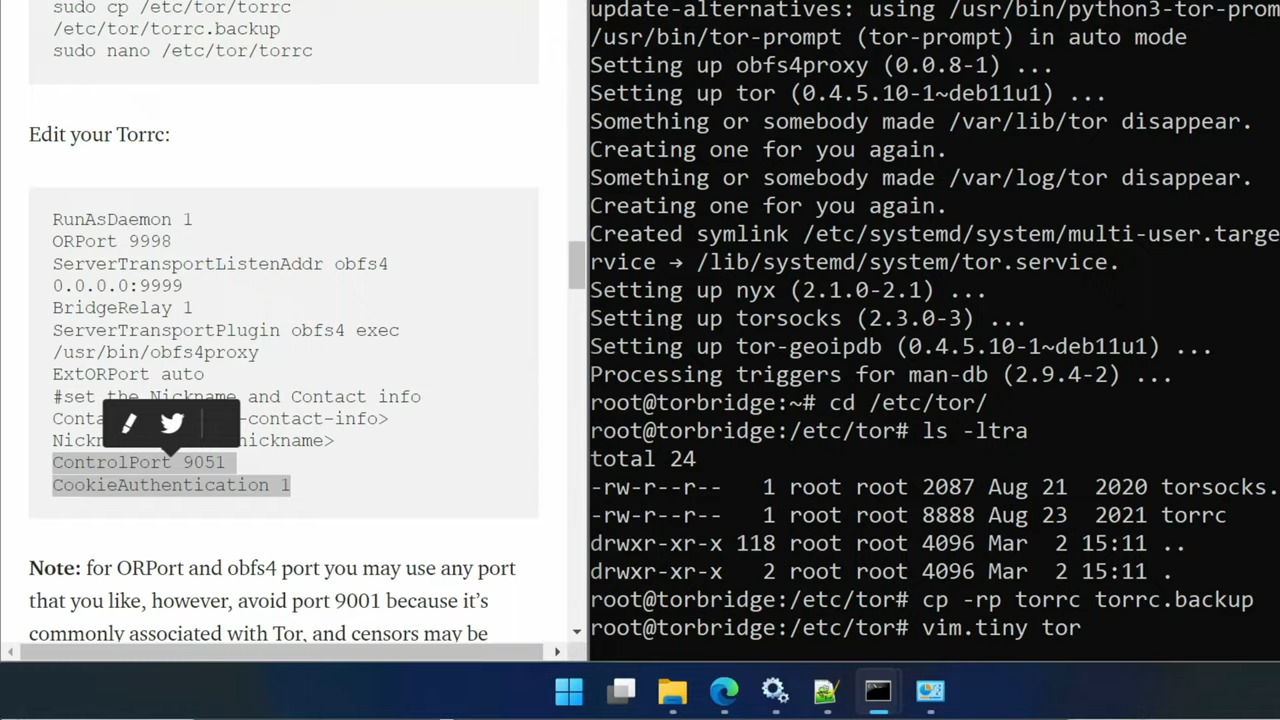 sudo cp /etc/tor/torrc
/etc/tor/torrc.backup
sudo nano /etc/tor/torrc
Edit your Torrc:
RunAsDaemon 1
ORPort 9998
ServerTransportListenAddr obfs4
0.0.0.0:9999
BridgeRelay 1
ServerTransportPlugin obfs4 exec
/usr/bin/obfs4proxy
ExtORPort auto
#set the Nickname and Contact info
Conta -contact-info>
Nickn nickname>
ControlPort 9051
CookieAuthentication 1
Note: for ORPort and obfs4 port you may use any port
that you like, however, avoid port 9001 because it's
commonly associated with Tor, and censors may be
update-alternatives: using /usr/bin/python3-tor-prom
/usr/bin/tor-prompt (tor-prompt) in auto mode
Setting up obfs4proxy (0.0.8-1) ...
Setting up tor (0.4.5.10-1~deb11u1) ...
Something or somebody made /var/lib/tor disappear.
Creating one for you again.
Something or somebody made /var/log/tor disappear.
Creating one for you again.
Created symlink /etc/systemd/system/multi-user.targe
rvice → /lib/systemd/system/tor.service.
Setting up nyx (2.1.0-2.1) ...
Setting up torsocks (2.3.0-3) ...
Setting up tor-geoipdb (0.4.5.10-1~deb11u1) ...
Processing triggers for man-db (2.9.4-2) ...
root@torbridge:~# cd /etc/tor/
root@torbridge:/etc/tor# ls -ltra
total 24
-rw-r--r--   1 root root 2087 Aug 21  2020 torsocks.
-rw-r--r--   1 root root 8888 Aug 23  2021 torrc
drwxr-xr-x 118 root root 4096 Mar  2 15:11 ..
drwxr-xr-x   2 root root 4096 Mar  2 15:11 .
root@torbridge:/etc/tor# cp -rp torrc torrc.backup
root@torbridge:/etc/tor# vim.tiny tor